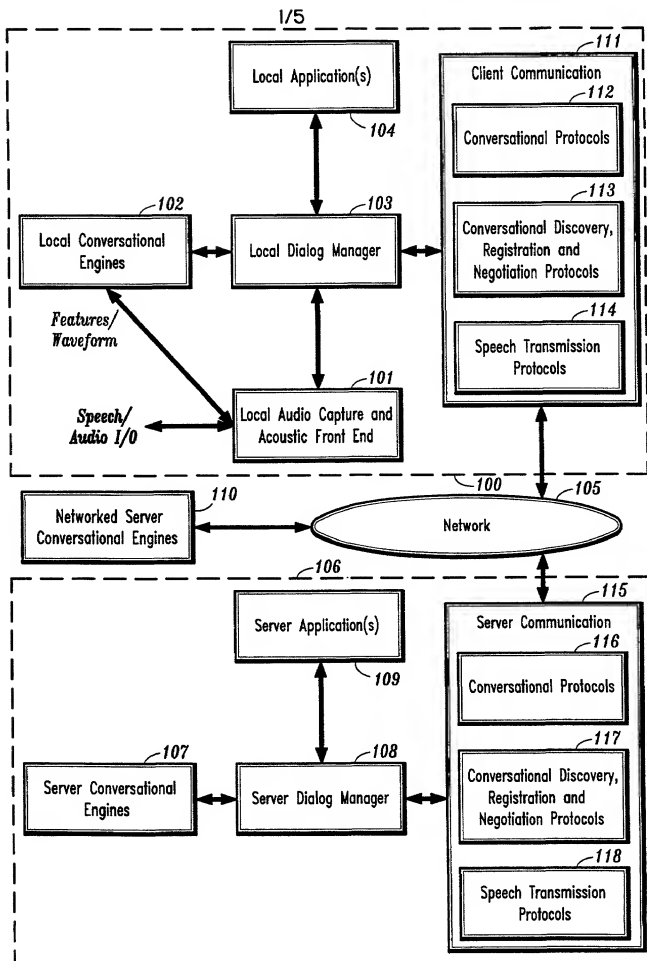 1/5
111
Local Application(s)
104
Client Communication
112
Conversational Protocols
113
Conversational Discovery,
Registration and
Negotiation Protocols
114
Speech Transmission
Protocols
102
Local Conversational
Engines
103
Local Dialog Manager
Features/
Waveform
101
Local Audio Capture and
Acoustic Front End
Speech/
Audio I/O
100
105
110
Networked Server
Conversational Engines
Network
106
115
Server Application(s)
109
Server Communication
116
Conversational Protocols
117
Conversational Discovery,
Registration and
Negotiation Protocols
118
Speech Transmission
Protocols
107
Server Conversational
Engines
108
Server Dialog Manager